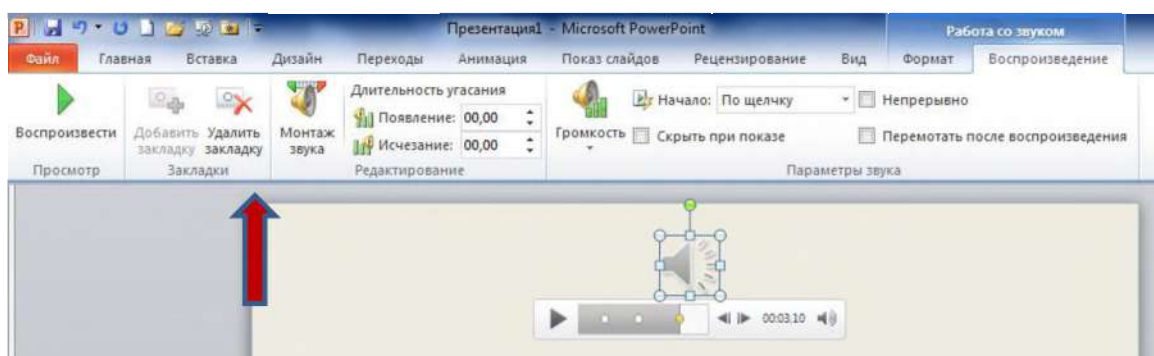 Презентация1 - Microsoft PowerPoint
Работа со звуком
Файл Главная Вставка Дизайн Переходы Анимация Показ слайдов Рецензирование Вид Формат Воспроизведение
Воспроизвести
Просмотр
Добавить закладку
Удалить закладку
Закладки
Монтаж звука
Длительность угасания
Появление: 00,00
Исчезание: 00,00
Редактирование
Громкость
Начало: По щелчку
Скрыть при показе
Непрерывно
Перемотать после воспроизведения
Параметры звука
00:03,10